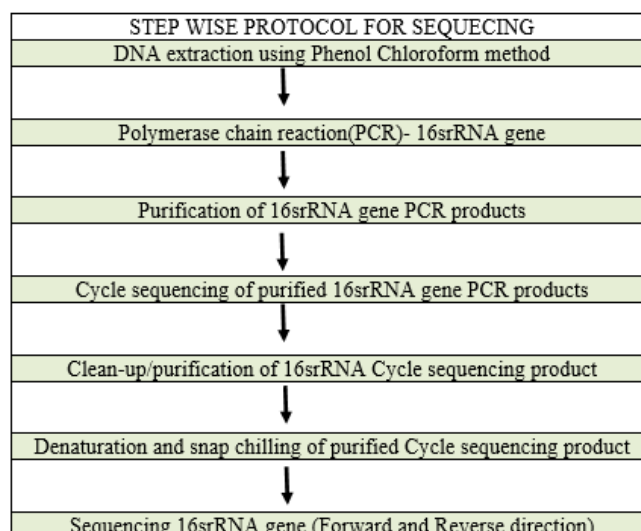 STEP WISE PROTOCOL FOR SEQUECING
DNA extraction using Phenol Chloroform method
Polymerase chain reaction(PCR)- 16srRNA gene
Purification of 16srRNA gene PCR products
Cycle sequencing of purified 16srRNA gene PCR products
Clean-up/purification of 16srRNA Cycle sequencing product
Denaturation and snap chilling of purified Cycle sequencing product
Sequencing 16srRNA gene (Forward and Reverse direction)